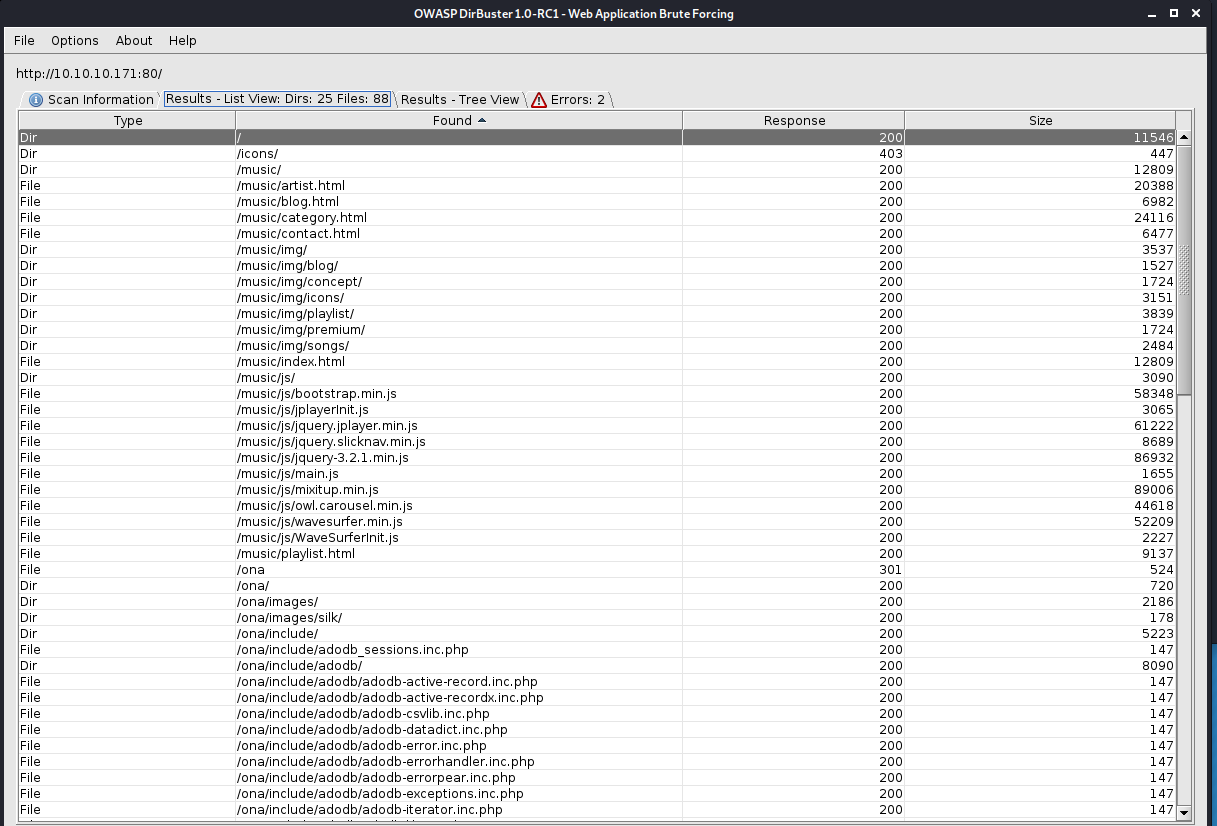 OWASP DirBuster 1.0-RC1 - Web Application Brute Forcing
File Options About Help
http://10.10.10.171:80/
Scan Information Results - List View: Dirs: 25 Files: 88 Results - Tree View Errors: 2
Type Found Response Size
Dir / 200 11546
Dir /icons/ 403 447
Dir /music/ 200 12809
File /music/artist.html 200 20388
File /music/blog.html 200 6982
File /music/category.html 200 24116
File /music/contact.html 200 6477
Dir /music/img/ 200 3537
Dir /music/img/blog/ 200 1527
Dir /music/img/concept/ 200 1724
Dir /music/img/icons/ 200 3151
Dir /music/img/playlist/ 200 3839
Dir /music/img/premium/ 200 1724
Dir /music/img/songs/ 200 2484
File /music/index.html 200 12809
Dir /music/js/ 200 3090
File /music/js/bootstrap.min.js 200 58348
File /music/js/jplayerInit.js 200 3065
File /music/js/jquery.jplayer.min.js 200 61222
File /music/js/jquery.slicknav.min.js 200 8689
File /music/js/jquery-3.2.1.min.js 200 86932
File /music/js/main.js 200 1655
File /music/js/mixitup.min.js 200 89006
File /music/js/owl.carousel.min.js 200 44618
File /music/js/wavesurfer.min.js 200 52209
File /music/js/WaveSurferInit.js 200 2227
File /music/playlist.html 200 9137
File /ona 301 524
Dir /ona/ 200 720
Dir /ona/images/ 200 2186
Dir /ona/images/silk/ 200 178
Dir /ona/include/ 200 5223
File /ona/include/adodb_sessions.inc.php 200 147
Dir /ona/include/adodb/ 200 8090
File /ona/include/adodb/adodb-active-record.inc.php 200 147
File /ona/include/adodb/adodb-active-recordx.inc.php 200 147
File /ona/include/adodb/adodb-csvlib.inc.php 200 147
File /ona/include/adodb/adodb-datadict.inc.php 200 147
File /ona/include/adodb/adodb-error.inc.php 200 147
File /ona/include/adodb/adodb-errorhandler.inc.php 200 147
File /ona/include/adodb/adodb-errorpear.inc.php 200 147
File /ona/include/adodb/adodb-exceptions.inc.php 200 147
File /ona/include/adodb/adodb-iterator.inc.php 200 147